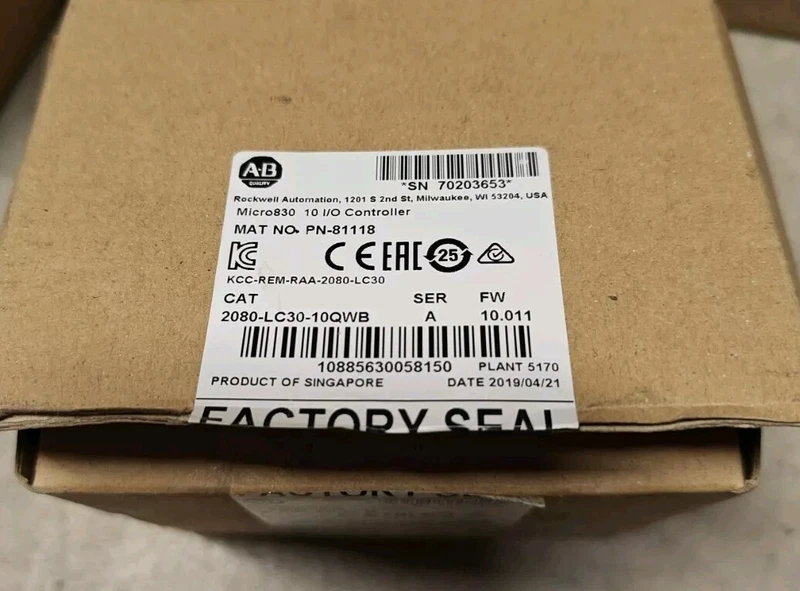 A-B
QUALITY
*SN 70203653*
Rockwell Automation, 1201 S 2nd St, Milwaukee, WI 53204, USA
Micro830 10 I/O Controller
MAT NO. PN-81118
CE EAC 25
KCC-REM-RAA-2080-LC30
CAT SER FW
2080-LC30-10QWB A 10.011
10885630058150 PLANT 5170
PRODUCT OF SINGAPORE DATE 2019/04/21
FACTORY SEAL